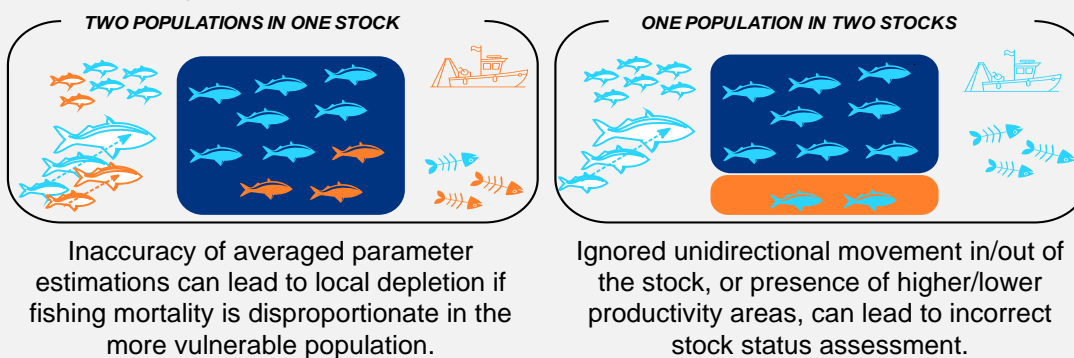 TWO POPULATIONS IN ONE STOCK
Inaccuracy of averaged parameter
estimations can lead to local depletion if
fishing mortality is disproportionate in the
more vulnerable population.
ONE POPULATION IN TWO STOCKS
Ignored unidirectional movement in/out of
the stock, or presence of higher/lower
productivity areas, can lead to incorrect
stock status assessment.